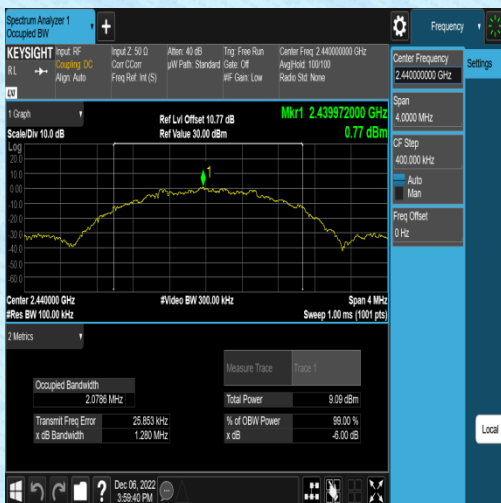 Spectrum Analyzer 1
Occupied BW
+
Frequency
KEYSIGHT
Input: RF
Coupling: DC
Align: Auto
Input Z: 50 Ω
Corr CCorr
Freq Ref: Int (S)
Atten: 40 dB
µW Path: Standard
Trig: Free Run
Gate: Off
#IF Gain: Low
Center Freq: 2.440000000 GHz
Avg|Hold: 100/100
Radio Std: None
R L
LXI
Center Frequency
2.440000000 GHz
Settings
Span
4.0000 MHz
CF Step
400.000 kHz
Auto
Man
Freq Offset
0 Hz
Local
1 Graph
Scale/Div 10.0 dB
Ref Lvl Offset 10.77 dB
Ref Value 30.00 dBm
Mkr1 2.439972000 GHz
0.77 dBm
Log
20.0
10.0
0.00
-10.0
-20.0
-30.0
-40.0
-50.0
-60.0
1
Center 2.440000 GHz
#Res BW 100.00 kHz
#Video BW 300.00 kHz
Span 4 MHz
Sweep 1.00 ms (1001 pts)
2 Metrics
Measure Trace
Trace 1
Occupied Bandwidth
2.0786 MHz
Total Power
9.09 dBm
Transmit Freq Error
25.853 kHz
% of OBW Power
99.00 %
x dB Bandwidth
1.280 MHz
x dB
-6.00 dB
?
Dec 06, 2022
3:59:40 PM